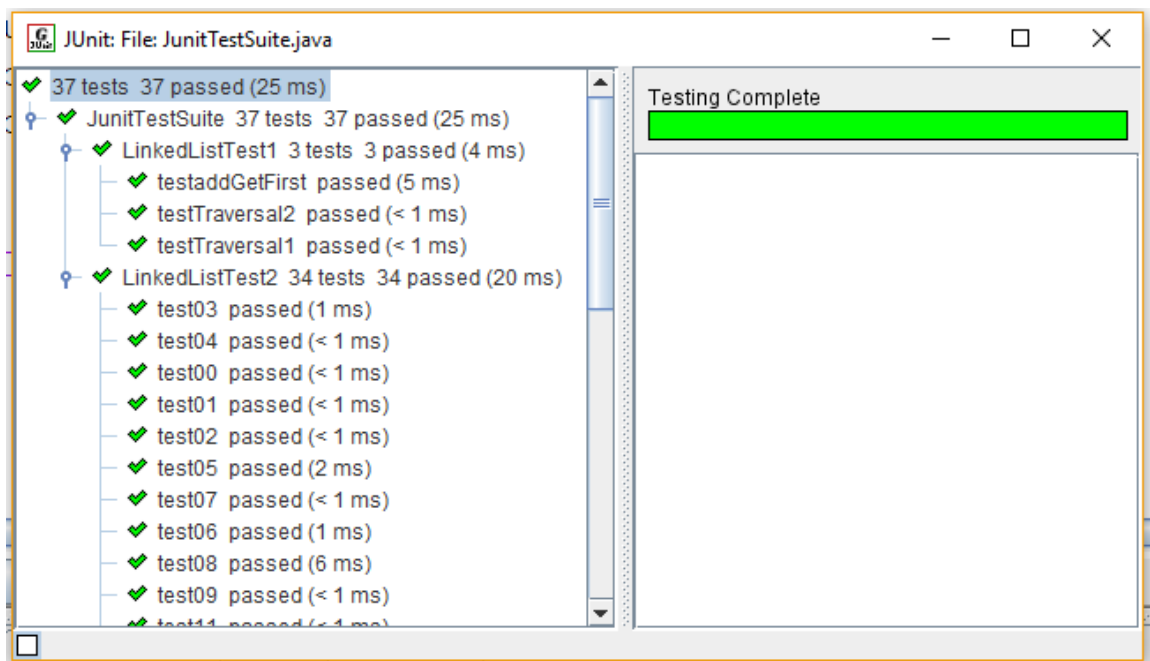 JUnit: File: JunitTestSuite.java
37 tests 37 passed (25 ms)
JunitTestSuite 37 tests 37 passed (25 ms)
LinkedListTest1 3 tests 3 passed (4 ms)
testaddGetFirst passed (5 ms)
testTraversal2 passed (< 1 ms)
testTraversal1 passed (< 1 ms)
LinkedListTest2 34 tests 34 passed (20 ms)
test03 passed (1 ms)
test04 passed (< 1 ms)
test00 passed (< 1 ms)
test01 passed (< 1 ms)
test02 passed (< 1 ms)
test05 passed (2 ms)
test07 passed (< 1 ms)
test06 passed (1 ms)
test08 passed (6 ms)
test09 passed (< 1 ms)
test11 passed (< 1 ms)
Testing Complete